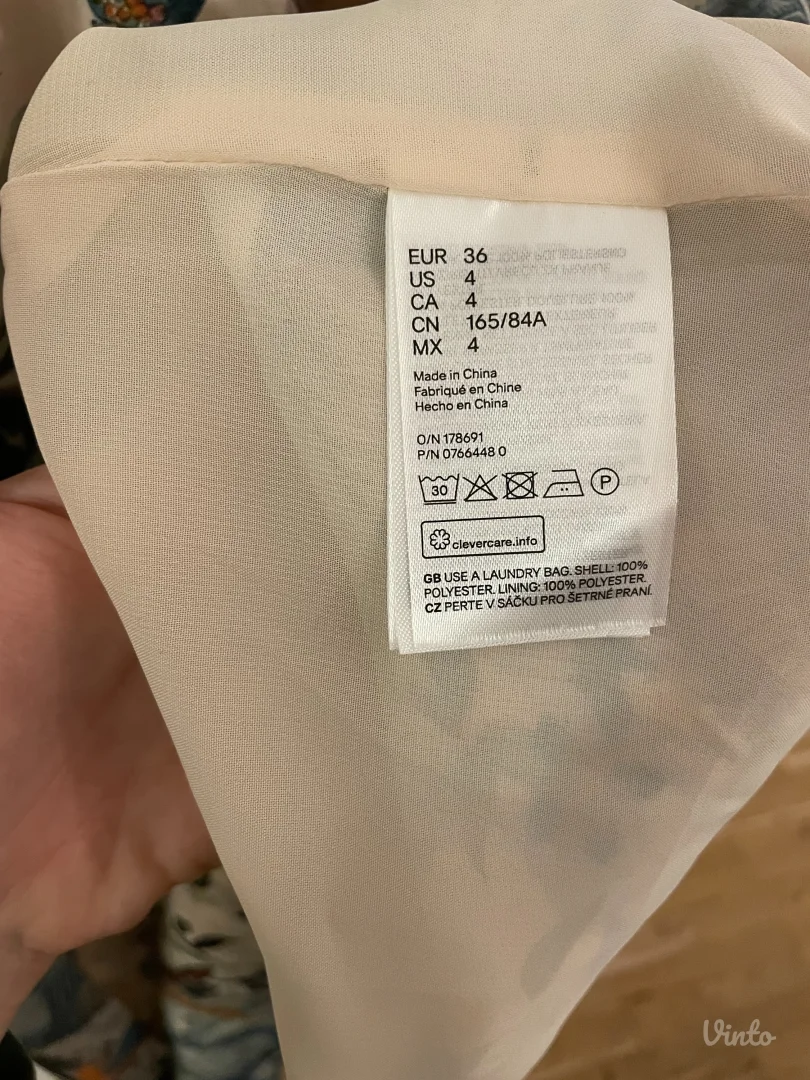 EUR 36
US 4
CA 4
CN 165/84A
MX 4
Made in China
Fabriqué en Chine
Hecho en China
O/N 178691
P/N 0766448 0
30 P
clevercare.info
GB USE A LAUNDRY BAG. SHELL: 100%
POLYESTER. LINING: 100% POLYESTER.
CZ PERTE V SÁČKU PRO ŠETRNÉ PRANÍ.
Vinto